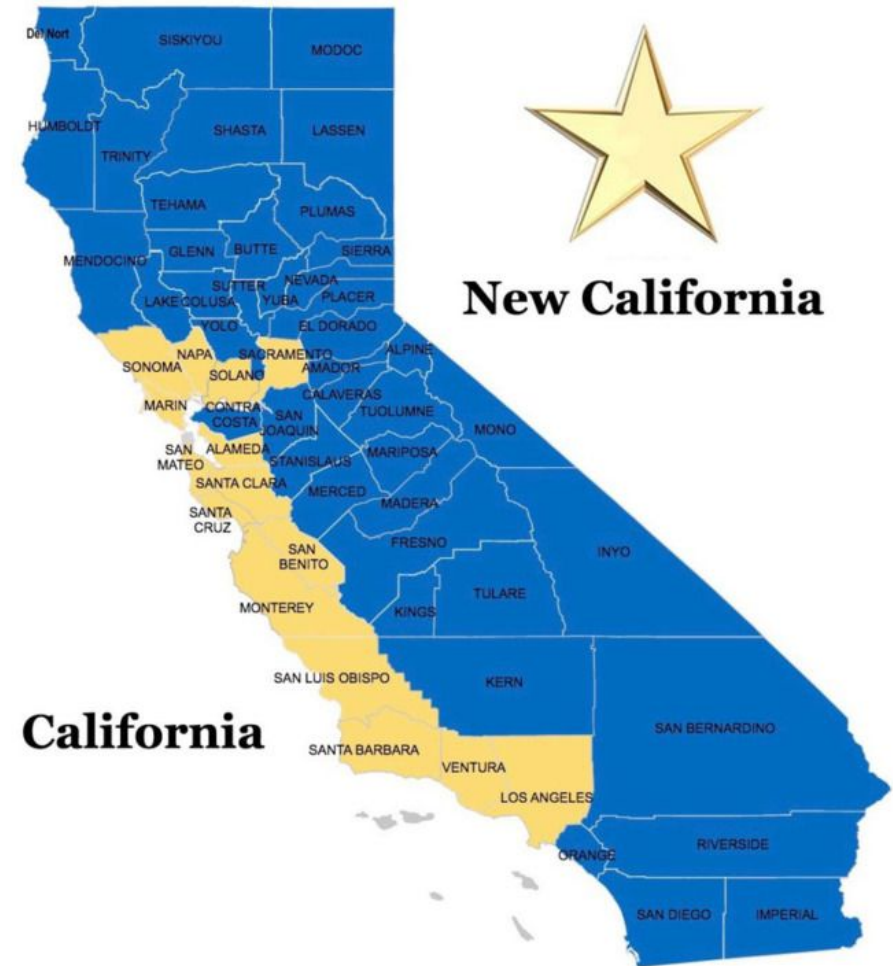 Del Nort
SISKIYOU
MODOC
HUMBOLDT
TRINITY
SHASTA
LASSEN
TEHAMA
PLUMAS
MENDOCINO
GLENN
BUTTE
SIERRA
LAKE
COLUSA
SUTTER
YUBA
NEVADA
PLACER
New California
YOLO
EL DORADO
SONOMA
NAPA
SACRAMENTO
ALPINE
SOLANO
AMADOR
MARIN
CONTRA
COSTA
SAN
JOAQUIN
CALAVERAS
TUOLUMNE
MONO
SAN
MATEO
ALAMEDA
STANISLAUS
MARIPOSA
SANTA CLARA
MERCED
MADERA
SANTA
CRUZ
SAN
BENITO
FRESNO
INYO
MONTEREY
KINGS
TULARE
SAN LUIS OBISPO
KERN
California
SANTA BARBARA
VENTURA
LOS ANGELES
SAN BERNARDINO
ORANGE
RIVERSIDE
SAN DIEGO
IMPERIAL